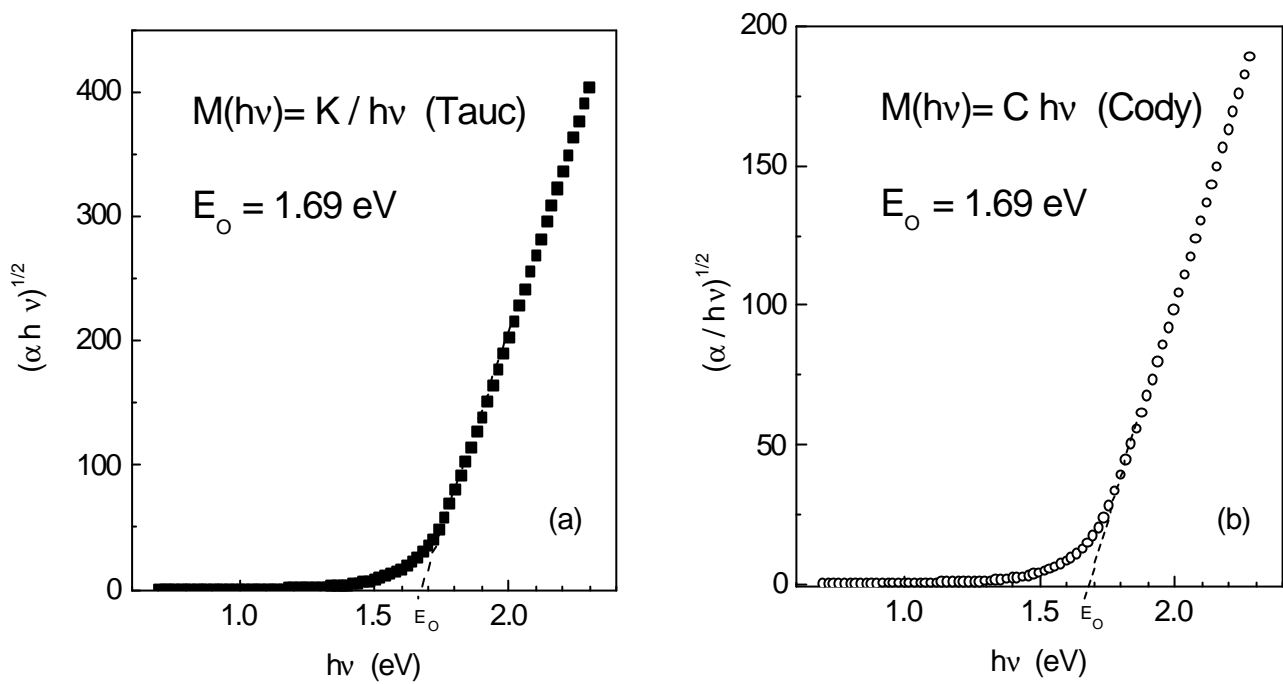 M(hν)= K / hν (Tauc)
E_O = 1.69 eV
(α h ν)^{1/2}
400
300
200
100
0
1.0
1.5
2.0
E_O
hν (eV)
(a)
M(hν)= C hν (Cody)
E_O = 1.69 eV
(α / hν)^{1/2}
200
150
100
50
0
1.0
1.5
2.0
E_O
hν (eV)
(b)